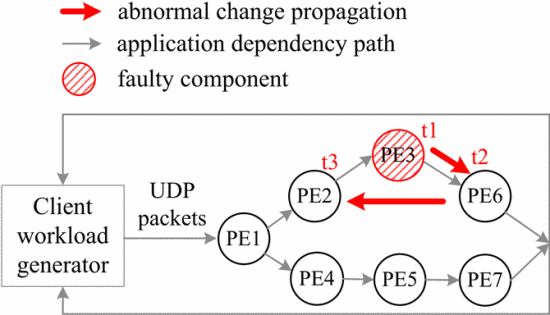 abnormal change propagation
application dependency path
faulty component
t1
PE3
t2
t3
UDP
packets
PE2
PE6
Client
workload
generator
PE1
PE4
PE5
PE7